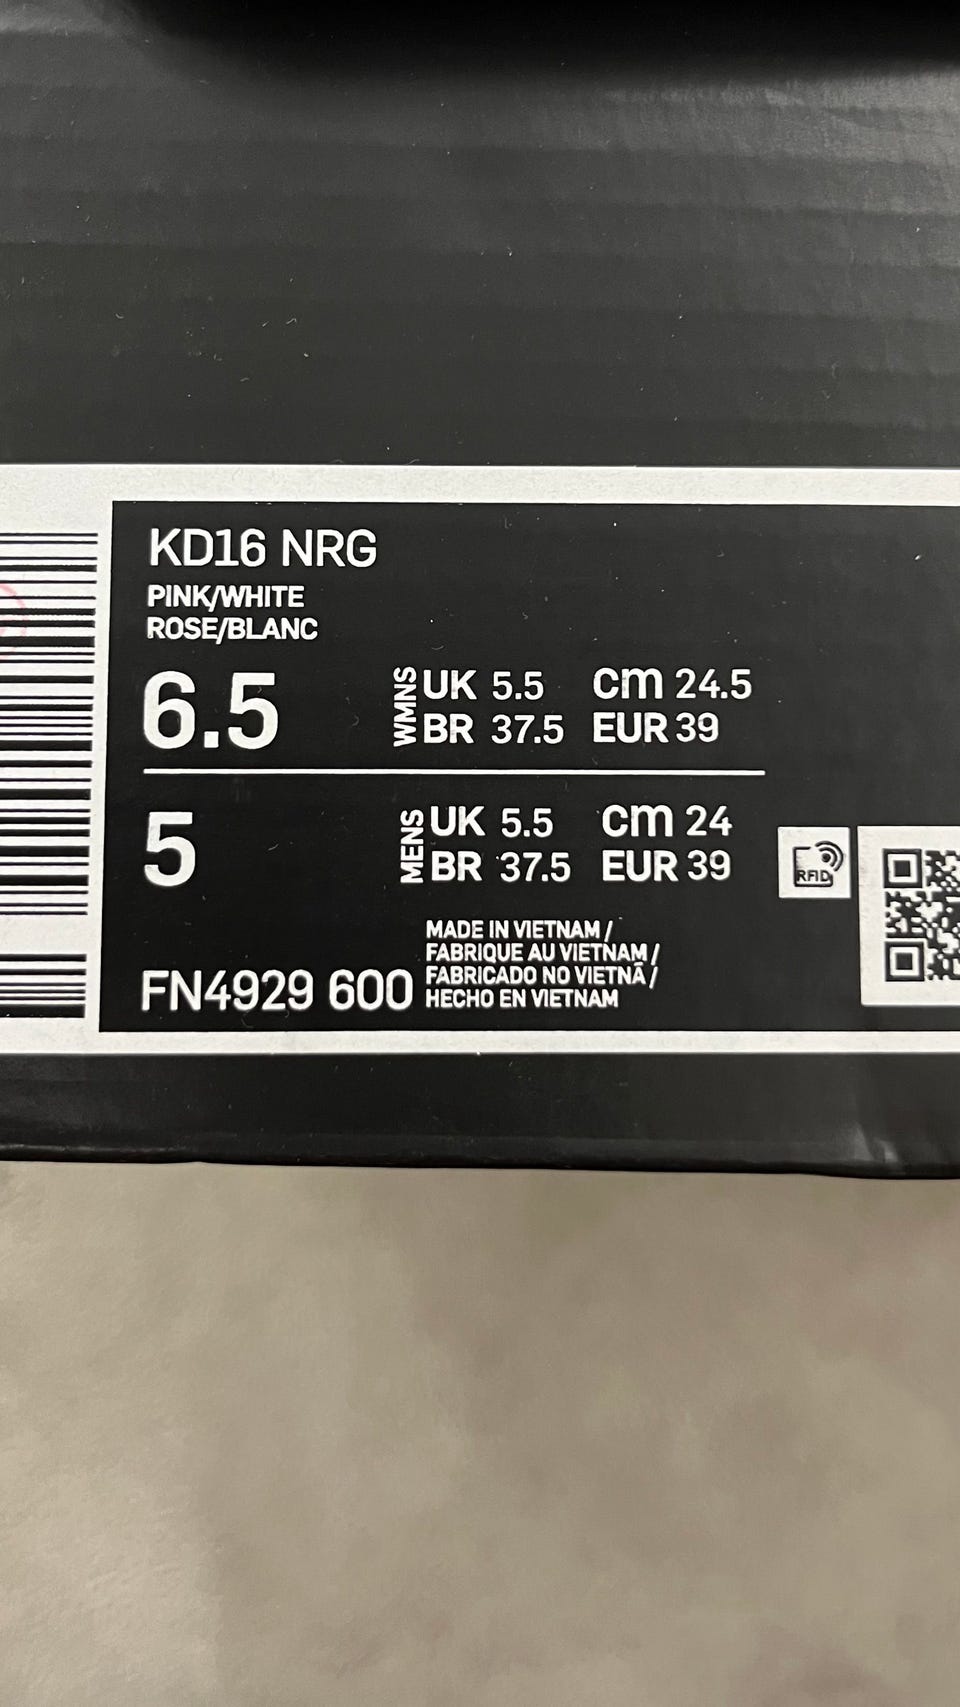 KD16 NRG
PINK/WHITE
ROSE/BLANC
6.5 WMNS UK 5.5 cm 24.5
BR 37.5 EUR 39
5 MENS UK 5.5 cm 24
BR 37.5 EUR 39
RFID
MADE IN VIETNAM /
FABRIQUE AU VIETNAM /
FABRICADO NO VIETNÃ /
HECHO EN VIETNAM
FN4929 600